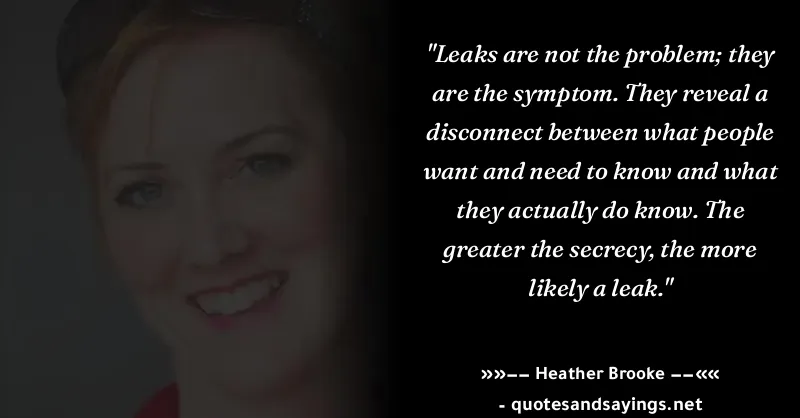 "Leaks are not the problem; they
are the symptom. They reveal a
disconnect between what people
want and need to know and what
they actually do know. The
greater the secrecy, the more
likely a leak."
»»−− Heather Brooke −−««
- quotesandsayings.net